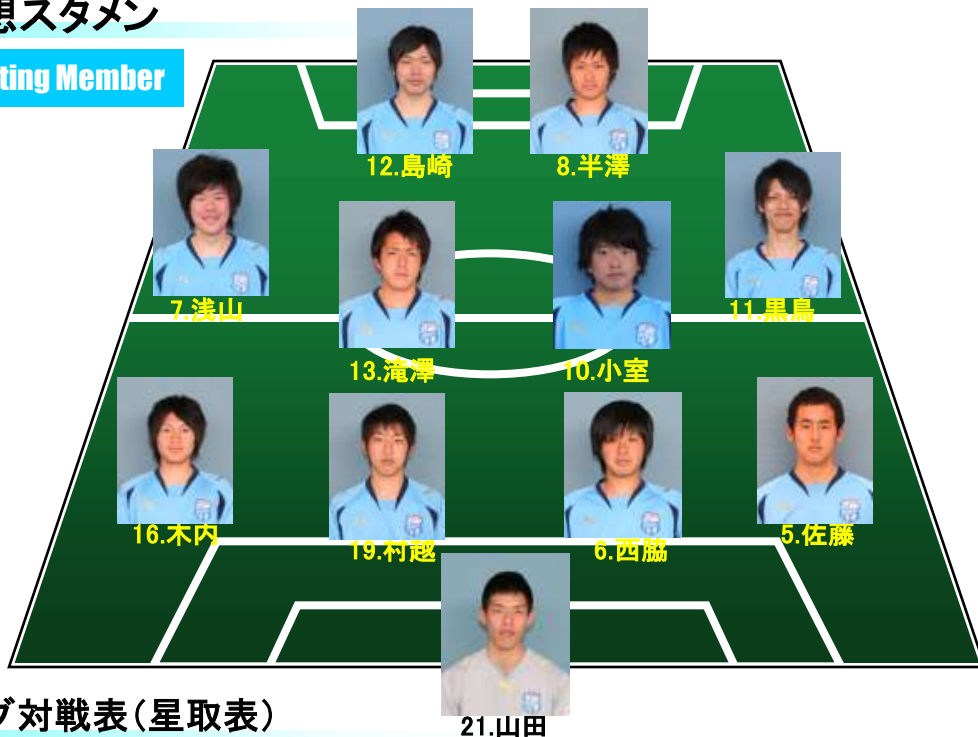 想スタメン
ting Member
12.島崎
8.半澤
7.浅山
11.黒鳥
13.滝澤
10.小室
16.木内
19.村越
6.西脇
5.佐藤
21.山田
グ対戦表（星取表）